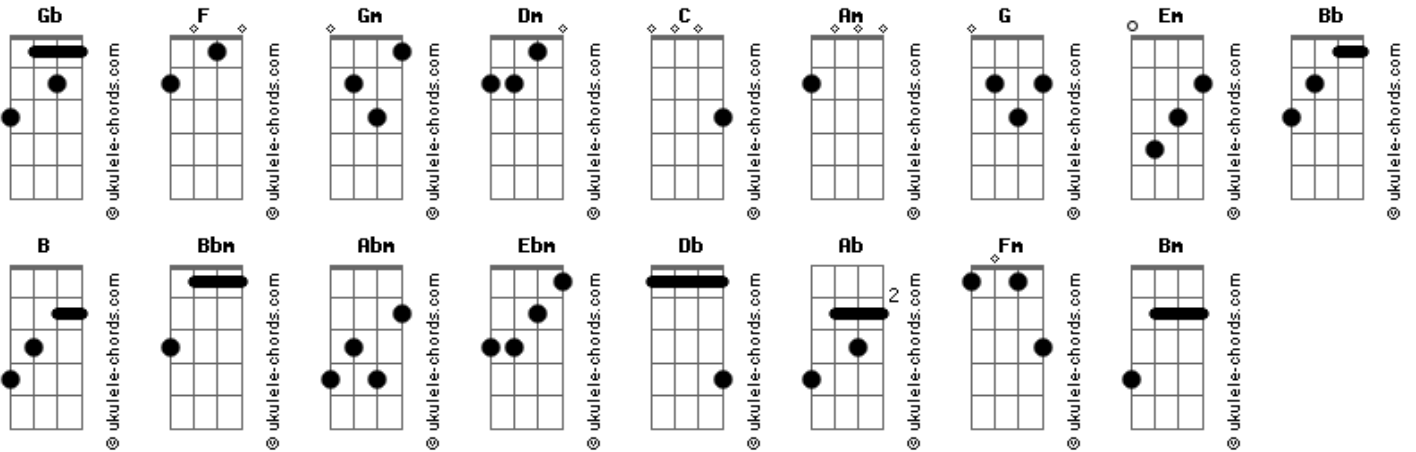 Gb F Gm Dm C Am G Em Bb
© ukulele-chords.com © ukulele-chords.com © ukulele-chords.com © ukulele-chords.com © ukulele-chords.com © ukulele-chords.com © ukulele-chords.com © ukulele-chords.com © ukulele-chords.com
B Bbm Abm Ebm Db Ab Fm Bm
2
© ukulele-chords.com © ukulele-chords.com © ukulele-chords.com © ukulele-chords.com © ukulele-chords.com © ukulele-chords.com © ukulele-chords.com © ukulele-chords.com